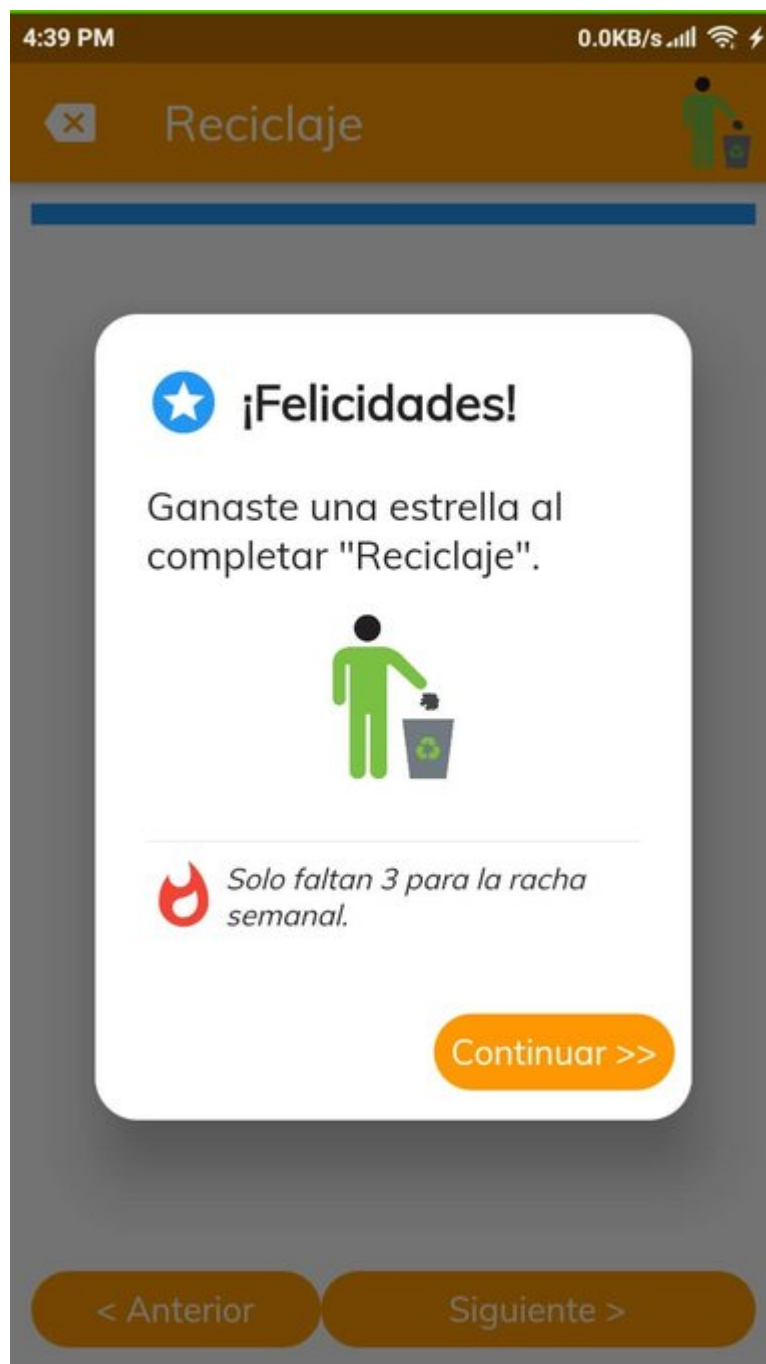 4:39 PM 0.0KB/s
Reciclaje
¡Felicidades!
Ganaste una estrella al
completar "Reciclaje".
Solo faltan 3 para la racha
semanal.
Continuar >>
< Anterior Siguiente >